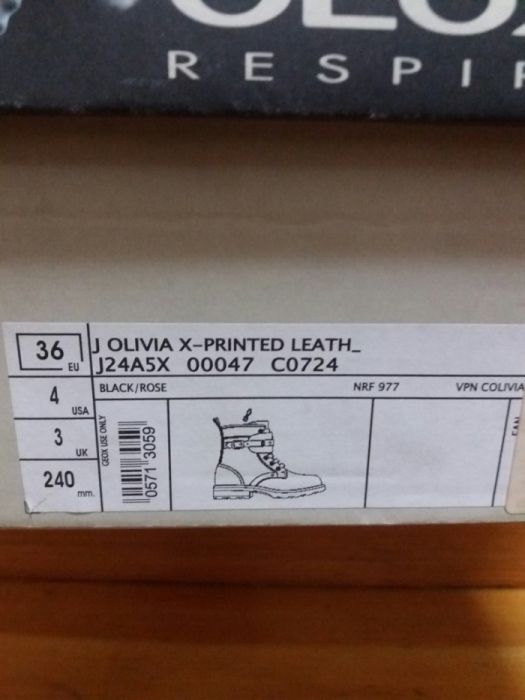 RESPI
36 EU
J OLIVIA X-PRINTED LEATH_
J24A5X 00047 C0724
4 USA
BLACK/ROSE NRF 977 VPN COLIVIA
3 UK
GEOX USE ONLY
0571 3059
240 mm.